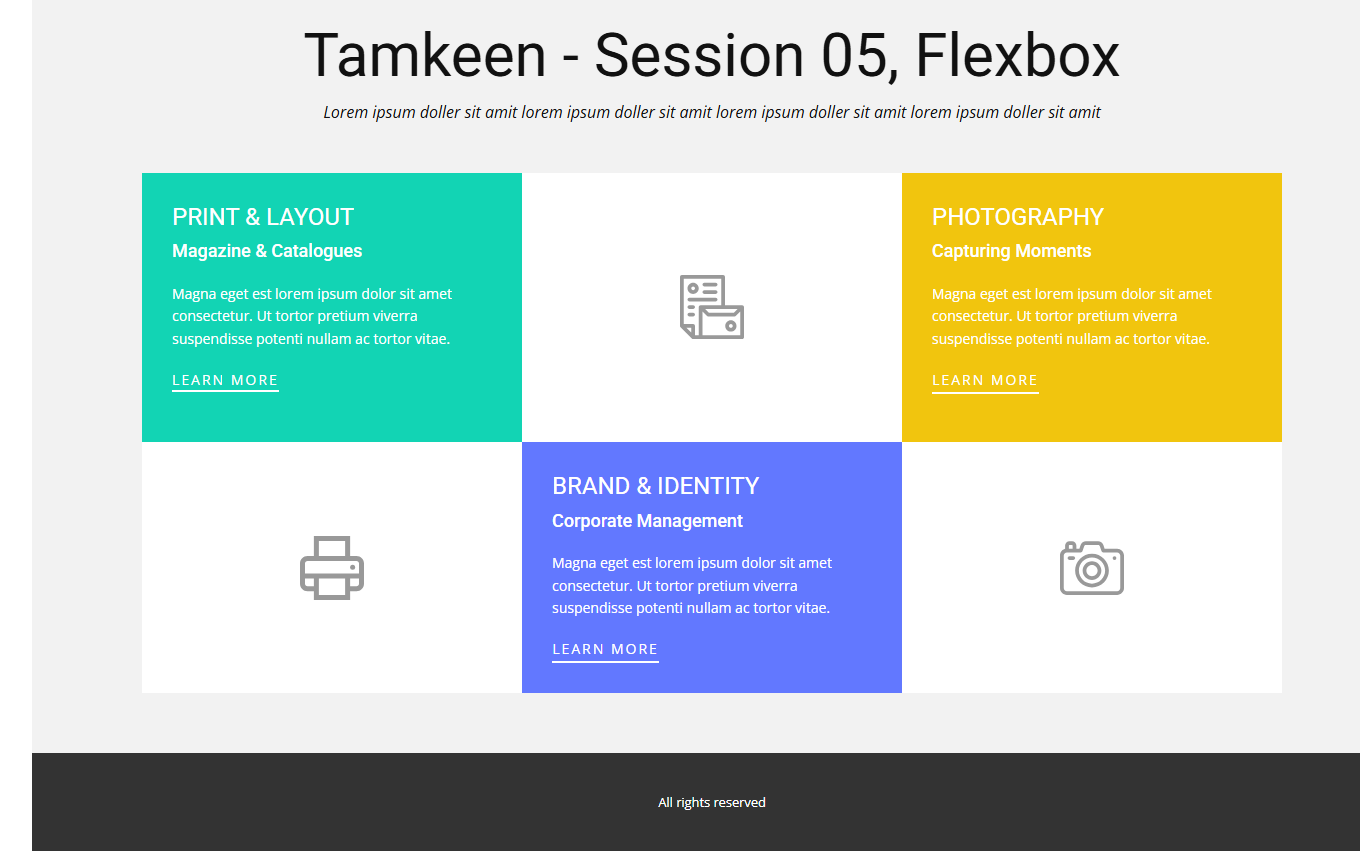 Tamkeen - Session 05, Flexbox
Lorem ipsum doller sit amit lorem ipsum doller sit amit lorem ipsum doller sit amit lorem ipsum doller sit amit
PRINT & LAYOUT
Magazine & Catalogues
Magna eget est lorem ipsum dolor sit amet
consectetur. Ut tortor pretium viverra
suspendisse potenti nullam ac tortor vitae.
LEARN MORE
PHOTOGRAPHY
Capturing Moments
Magna eget est lorem ipsum dolor sit amet
consectetur. Ut tortor pretium viverra
suspendisse potenti nullam ac tortor vitae.
LEARN MORE
BRAND & IDENTITY
Corporate Management
Magna eget est lorem ipsum dolor sit amet
consectetur. Ut tortor pretium viverra
suspendisse potenti nullam ac tortor vitae.
LEARN MORE
All rights reserved